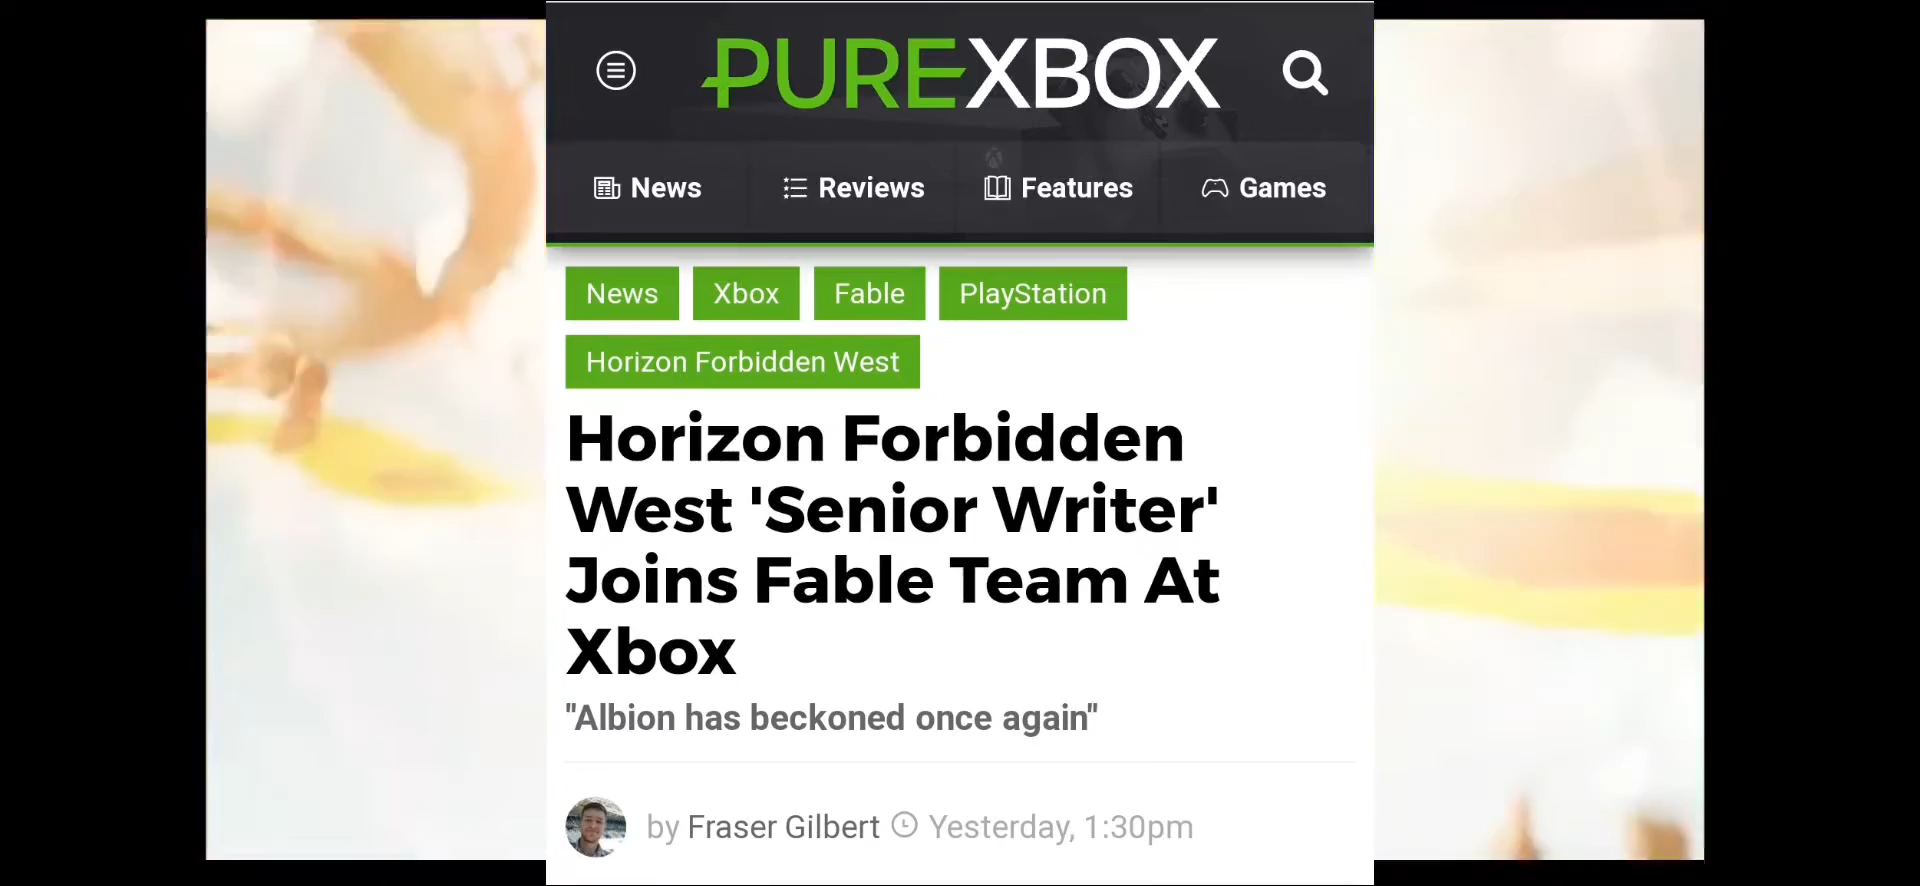 PUREXBOX
News Reviews Features Games
News Xbox Fable PlayStation
Horizon Forbidden West
Horizon Forbidden
West 'Senior Writer'
Joins Fable Team At
Xbox
"Albion has beckoned once again"
by Fraser Gilbert Yesterday, 1:30pm